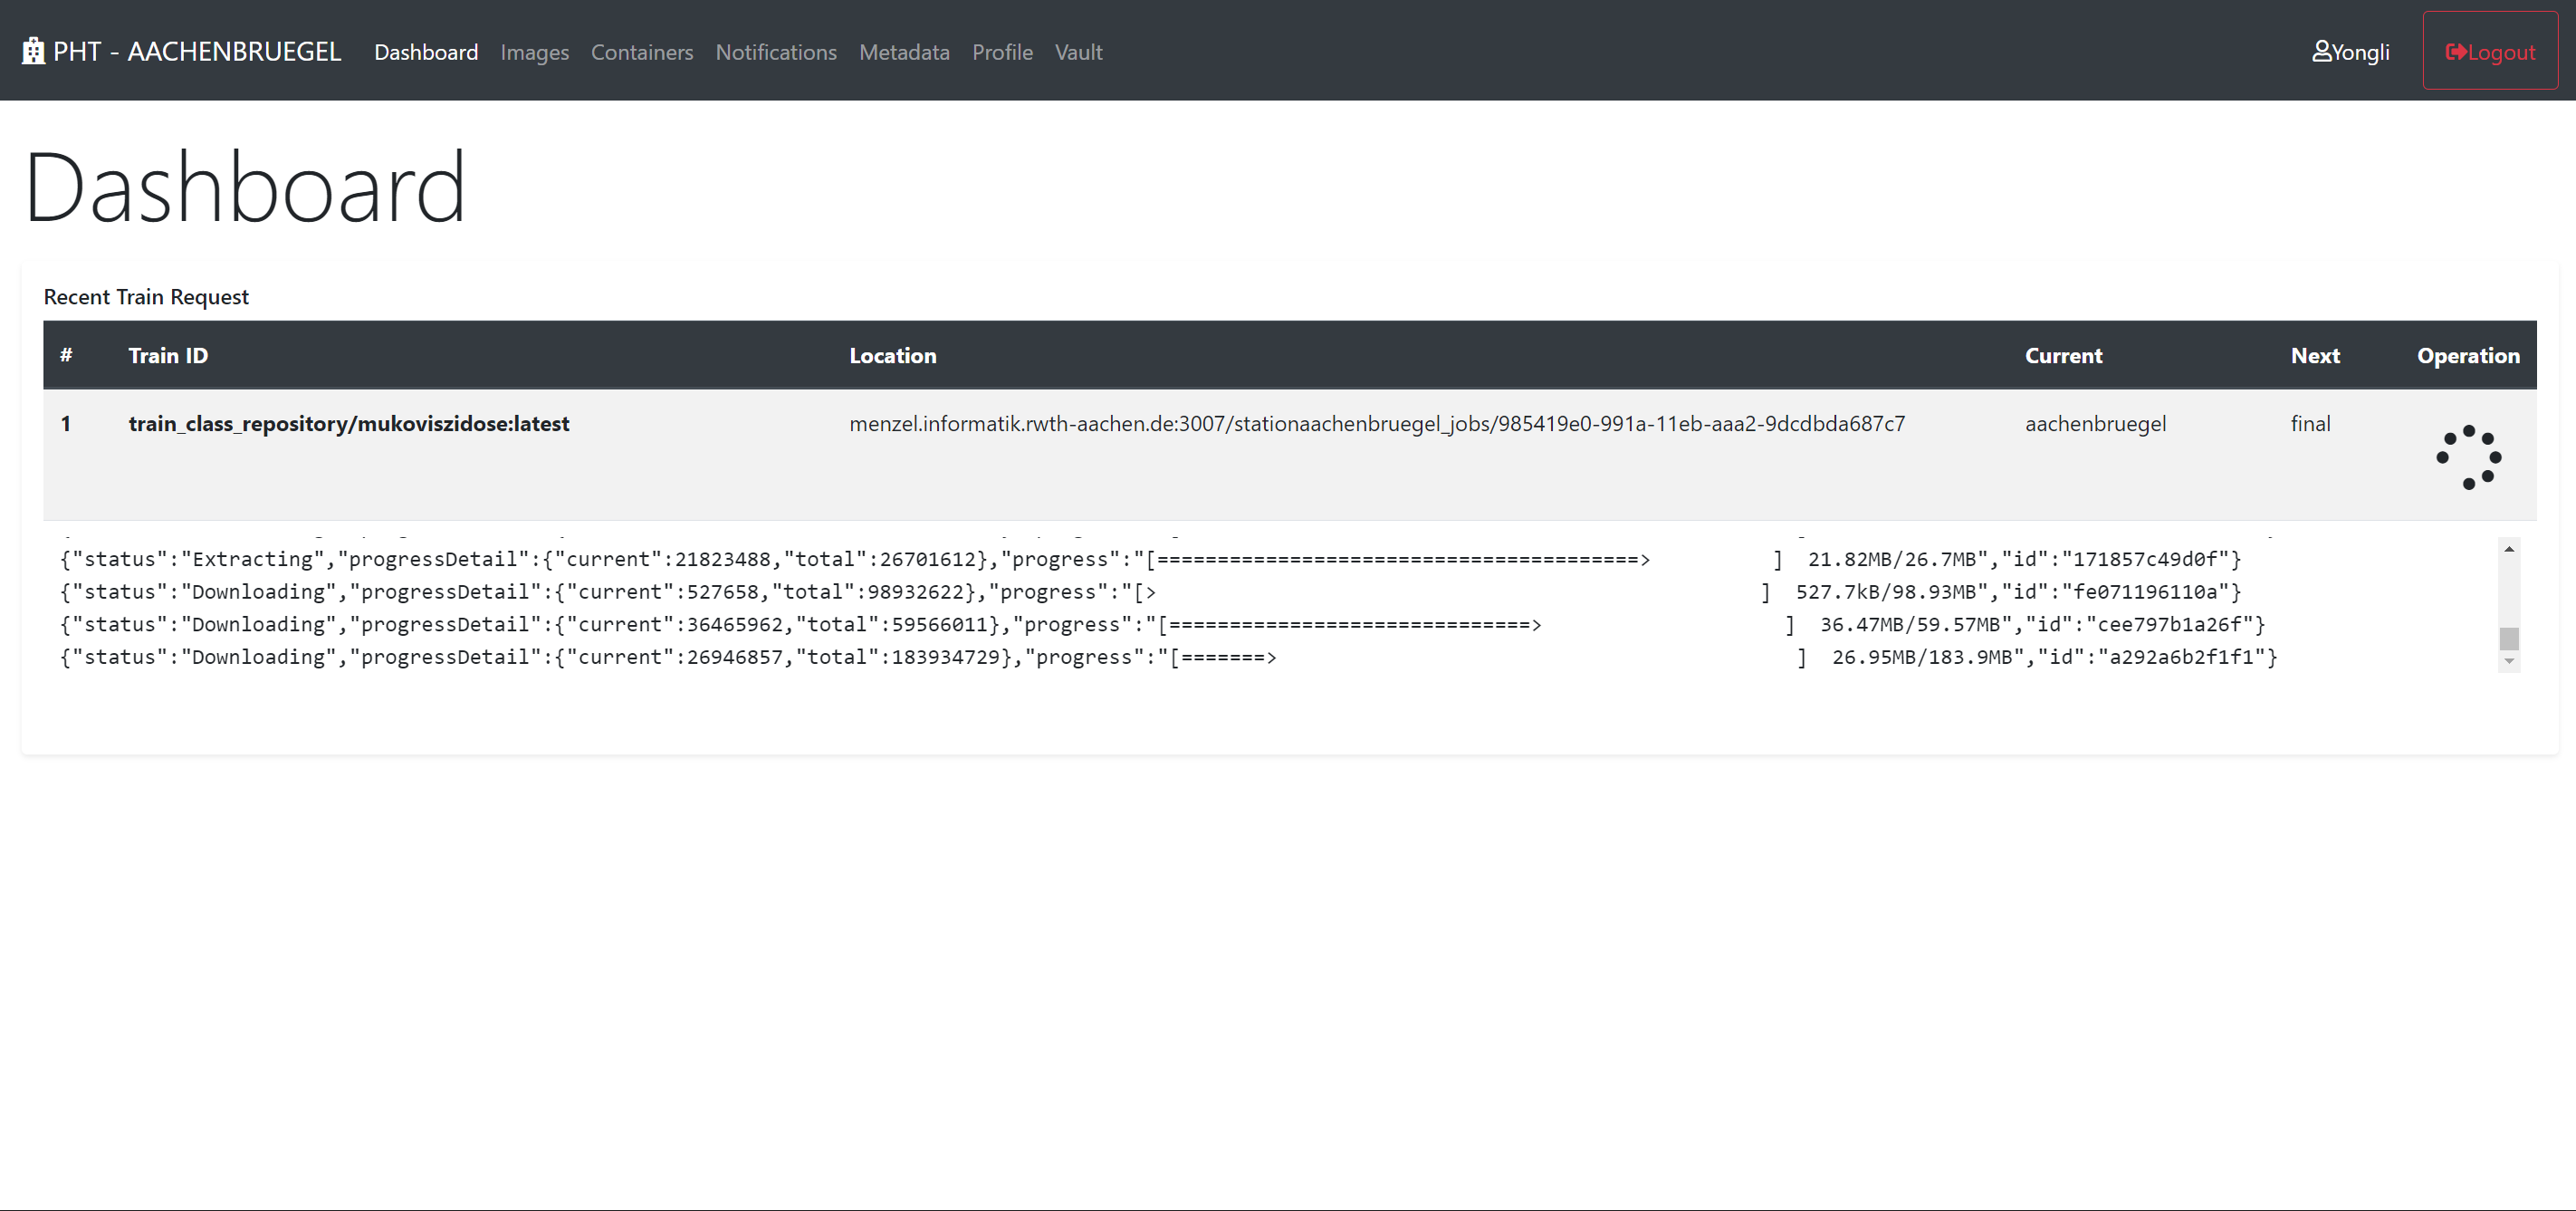 PHT - AACHENBRUEGEL Dashboard Images Containers Notifications Metadata Profile Vault Yongli Logout
Dashboard
Recent Train Request
# Train ID Location Current Next Operation
1 train_class_repository/mukoviszidose:latest menzel.informatik.rwth-aachen.de:3007/stationaachenbruegel_jobs/985419e0-991a-11eb-aaa2-9dcdbda687c7 aachenbruegel final
{"status":"Extracting","progressDetail":{"current":21823488,"total":26701612},"progress":"[=======================================>           ]  21.82MB/26.7MB","id":"171857c49d0f"}
{"status":"Downloading","progressDetail":{"current":527658,"total":98932622},"progress":"[>                                                  ]  527.7kB/98.93MB","id":"fe071196110a"}
{"status":"Downloading","progressDetail":{"current":36465962,"total":59566011},"progress":"[==============================>                    ]  36.47MB/59.57MB","id":"cee797b1a26f"}
{"status":"Downloading","progressDetail":{"current":26946857,"total":183934729},"progress":"[=======>                                           ]  26.95MB/183.9MB","id":"a292a6b2f1f1"}